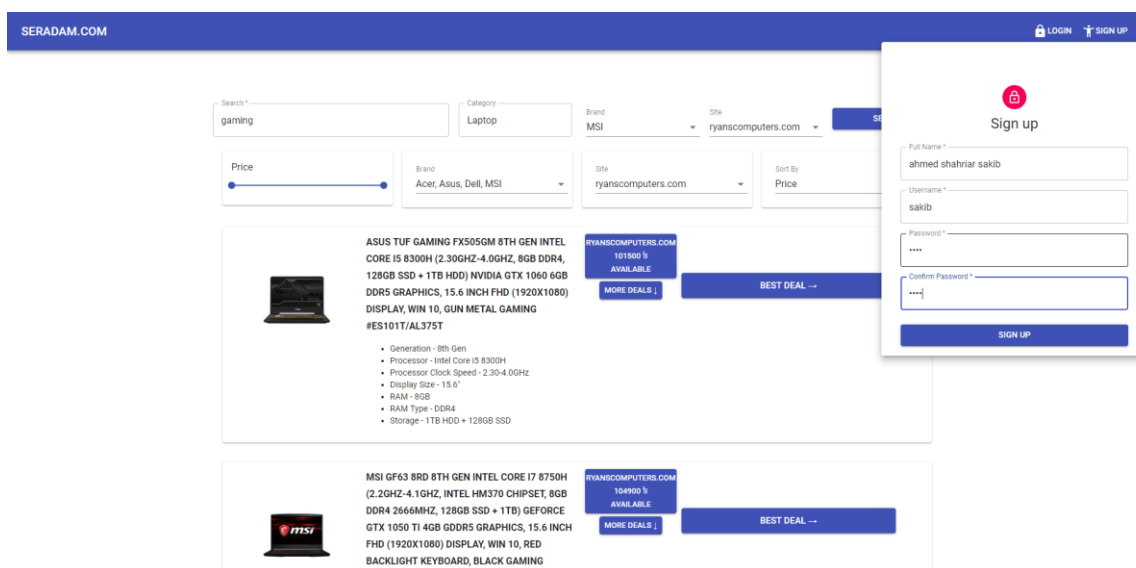 SERADAM.COM
LOGIN
SIGN UP
Search *
gaming
Category
Laptop
Brand
MSI
Site
ryanscomputers.com
SE
Price
Brand
Acer, Asus, Dell, MSI
Site
ryanscomputers.com
Sort By
Price
Sign up
Full Name *
ahmed shahriar sakib
Username *
sakib
Password *
••••
Confirm Password *
••••
SIGN UP
ASUS TUF GAMING FX505GM 8TH GEN INTEL
CORE I5 8300H (2.30GHZ-4.0GHZ, 8GB DDR4,
128GB SSD + 1TB HDD) NVIDIA GTX 1060 6GB
DDR5 GRAPHICS, 15.6 INCH FHD (1920X1080)
DISPLAY, WIN 10, GUN METAL GAMING
#ES101T/AL375T
• Generation - 8th Gen
• Processor - Intel Core i5 8300H
• Processor Clock Speed - 2.30-4.0GHz
• Display Size - 15.6"
• RAM - 8GB
• RAM Type - DDR4
• Storage - 1TB HDD + 128GB SSD
RYANSCOMPUTERS.COM
101500 ৳
AVAILABLE
MORE DEALS ↓
BEST DEAL →
msi
MSI GF63 8RD 8TH GEN INTEL CORE I7 8750H
(2.2GHZ-4.1GHZ, INTEL HM370 CHIPSET, 8GB
DDR4 2666MHZ, 128GB SSD + 1TB) GEFORCE
GTX 1050 TI 4GB GDDR5 GRAPHICS, 15.6 INCH
FHD (1920X1080) DISPLAY, WIN 10, RED
BACKLIGHT KEYBOARD, BLACK GAMING
RYANSCOMPUTERS.COM
104900 ৳
AVAILABLE
MORE DEALS ↓
BEST DEAL →